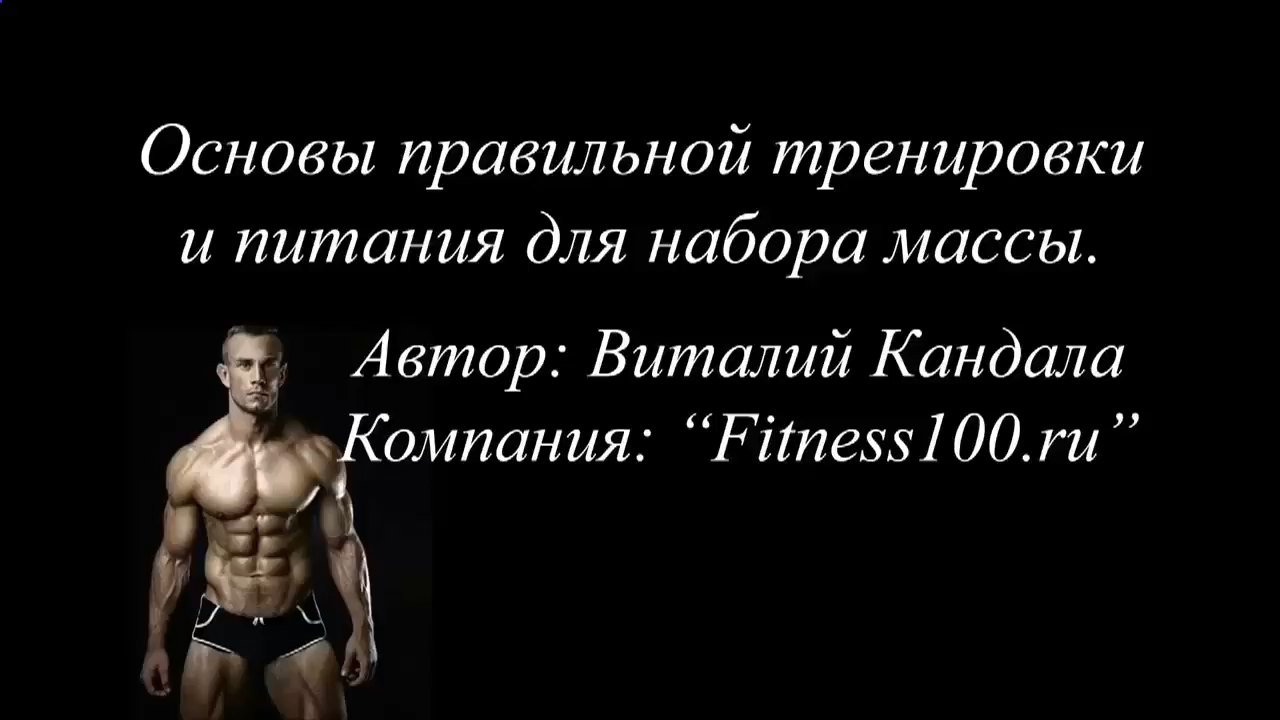 Основы правильной тренировки
и питания для набора массы.
Автор: Виталий Кандала
Компания: “Fitness100.ru”